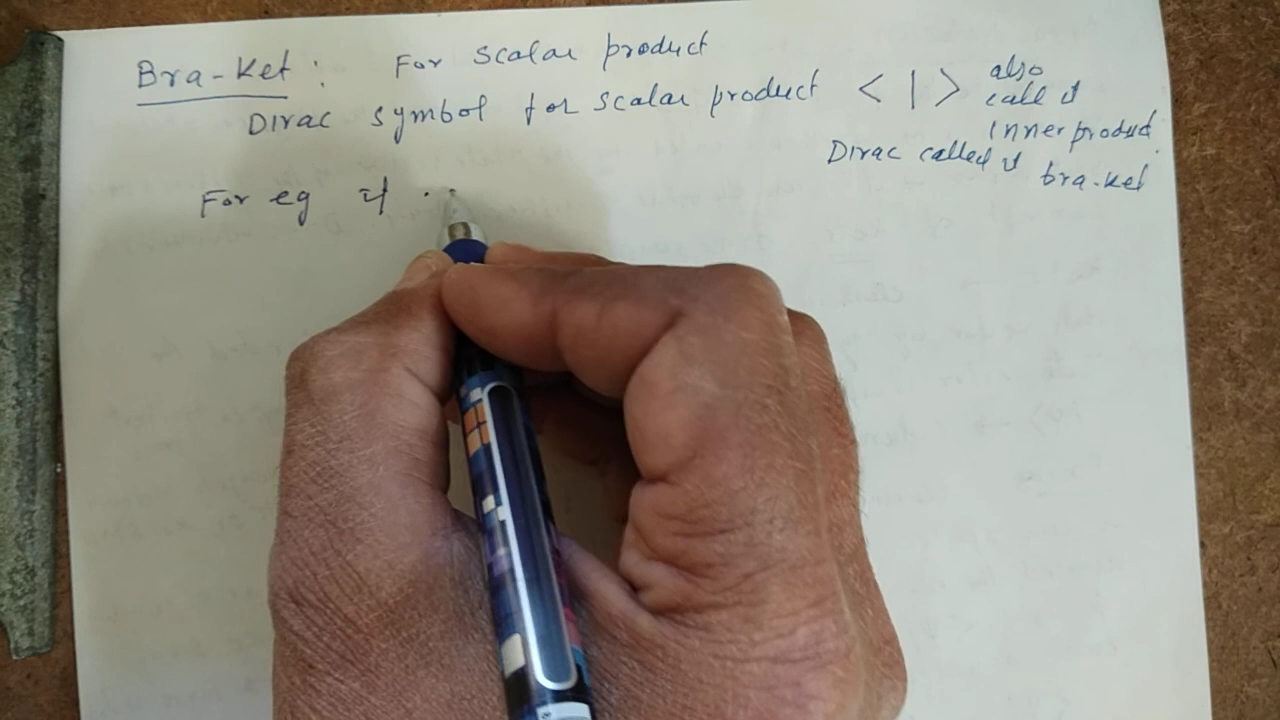 Bra-Ket : For scalar product
Dirac symbol for scalar product < | > also
call it
Inner product
Dirac called it
bra-ket
For eg if